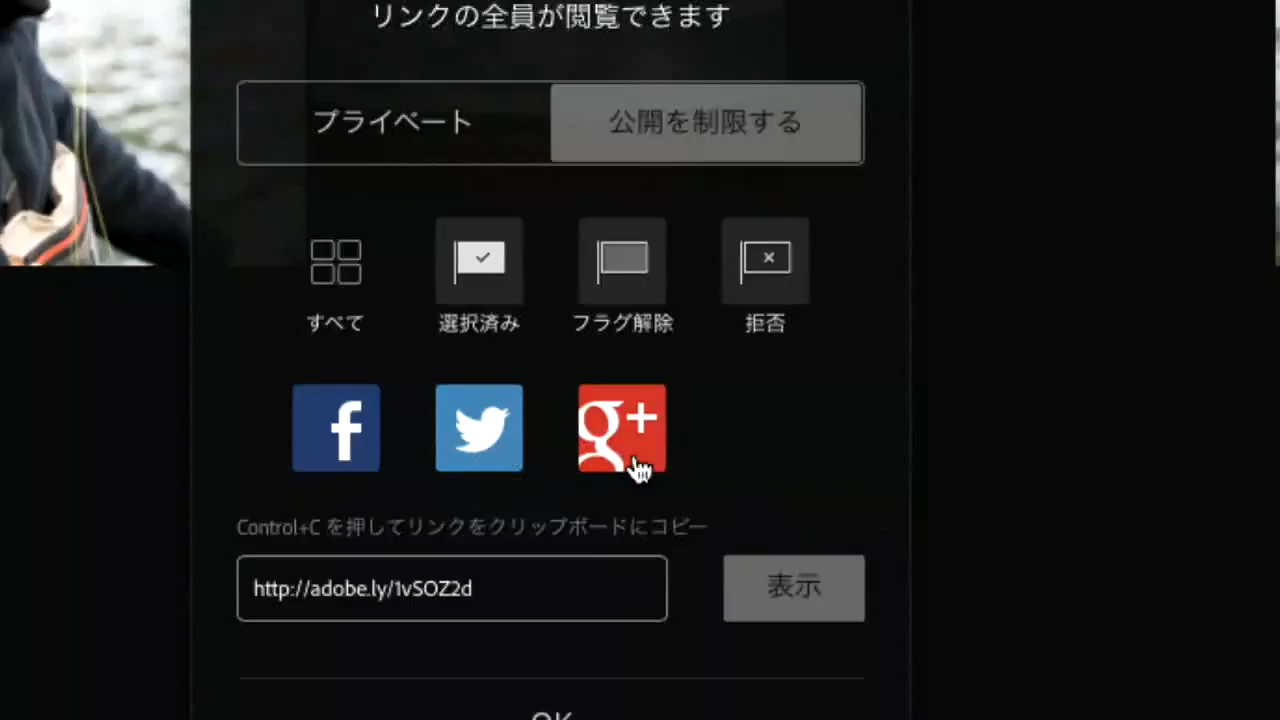 リンクの全員が閲覧できます
プライベート 公開を制限する
すべて 選択済み フラグ解除 拒否
f g+
Control+C を押してリンクをクリップボードにコピー
http://adobe.ly/1vSOZ2d 表示
OK